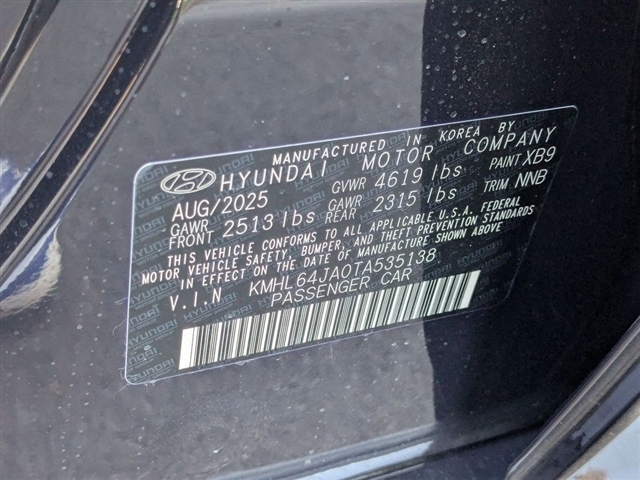 MANUFACTURED IN KOREA BY
HYUNDAI MOTOR COMPANY
AUG/2025 GVWR 4619 lbs PAINT XB9
GAWR FRONT 2513 lbs GAWR REAR 2315 lbs TRIM NNB
THIS VEHICLE CONFORMS TO ALL APPLICABLE U.S.A. FEDERAL
MOTOR VEHICLE SAFETY, BUMPER, AND THEFT PREVENTION STANDARDS
IN EFFECT ON THE DATE OF MANUFACTURE SHOWN ABOVE.
V.I.N KMHL64JA0TA535138
PASSENGER CAR